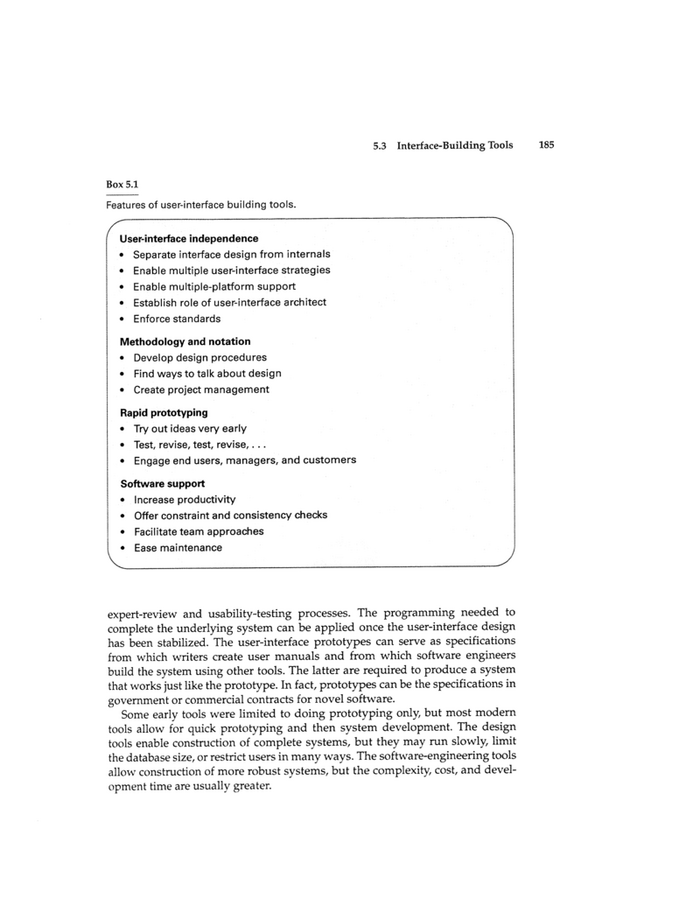 5.3 Interface-Building Tools 185
Box 5.1
Features of user-interface building tools.
User-interface independence
• Separate interface design from internals
• Enable multiple user-interface strategies
• Enable multiple-platform support
• Establish role of user-interface architect
• Enforce standards
Methodology and notation
• Develop design procedures
• Find ways to talk about design
• Create project management
Rapid prototyping
• Try out ideas very early
• Test, revise, test, revise, . . .
• Engage end users, managers, and customers
Software support
• Increase productivity
• Offer constraint and consistency checks
• Facilitate team approaches
• Ease maintenance
expert-review and usability-testing processes. The programming needed to
complete the underlying system can be applied once the user-interface design
has been stabilized. The user-interface prototypes can serve as specifications
from which writers create user manuals and from which software engineers
build the system using other tools. The latter are required to produce a system
that works just like the prototype. In fact, prototypes can be the specifications in
government or commercial contracts for novel software.
Some early tools were limited to doing prototyping only, but most modern
tools allow for quick prototyping and then system development. The design
tools enable construction of complete systems, but they may run slowly, limit
the database size, or restrict users in many ways. The software-engineering tools
allow construction of more robust systems, but the complexity, cost, and devel-
opment time are usually greater.